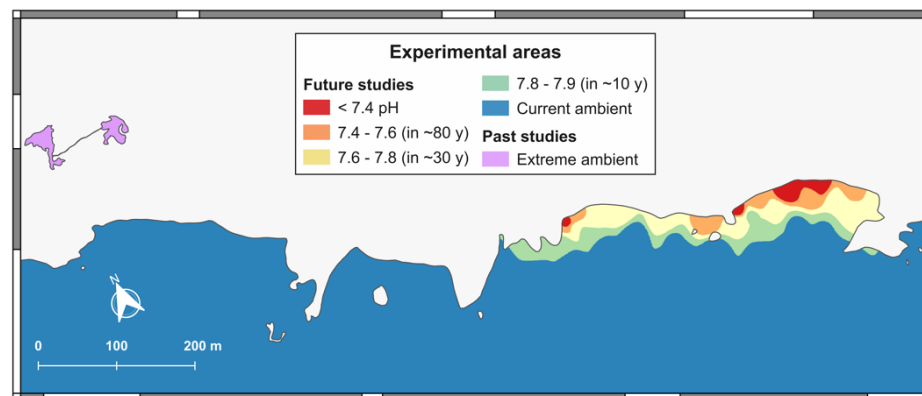 Experimental areas
Future studies
< 7.4 pH
7.4 - 7.6 (in ~80 y)
7.6 - 7.8 (in ~30 y)
7.8 - 7.9 (in ~10 y)
Current ambient
Past studies
Extreme ambient
N
0 100 200 m